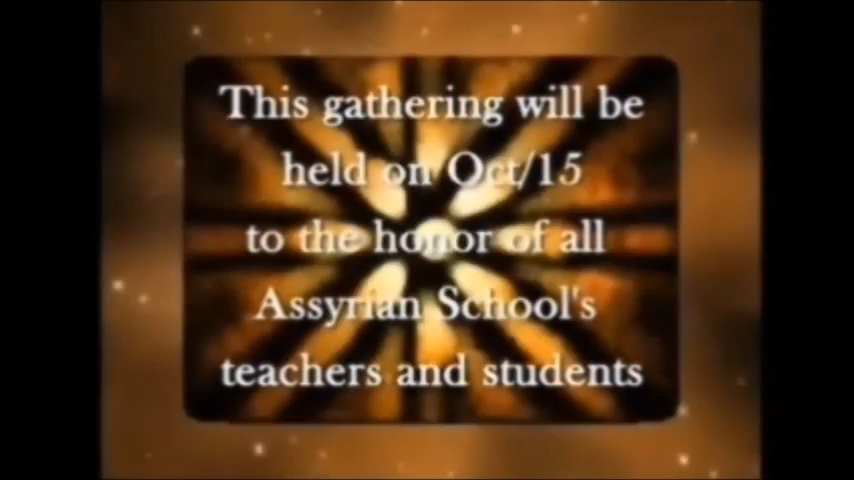 This gathering will be
held on Oct/15
to the honor of all
Assyrian School's
teachers and students